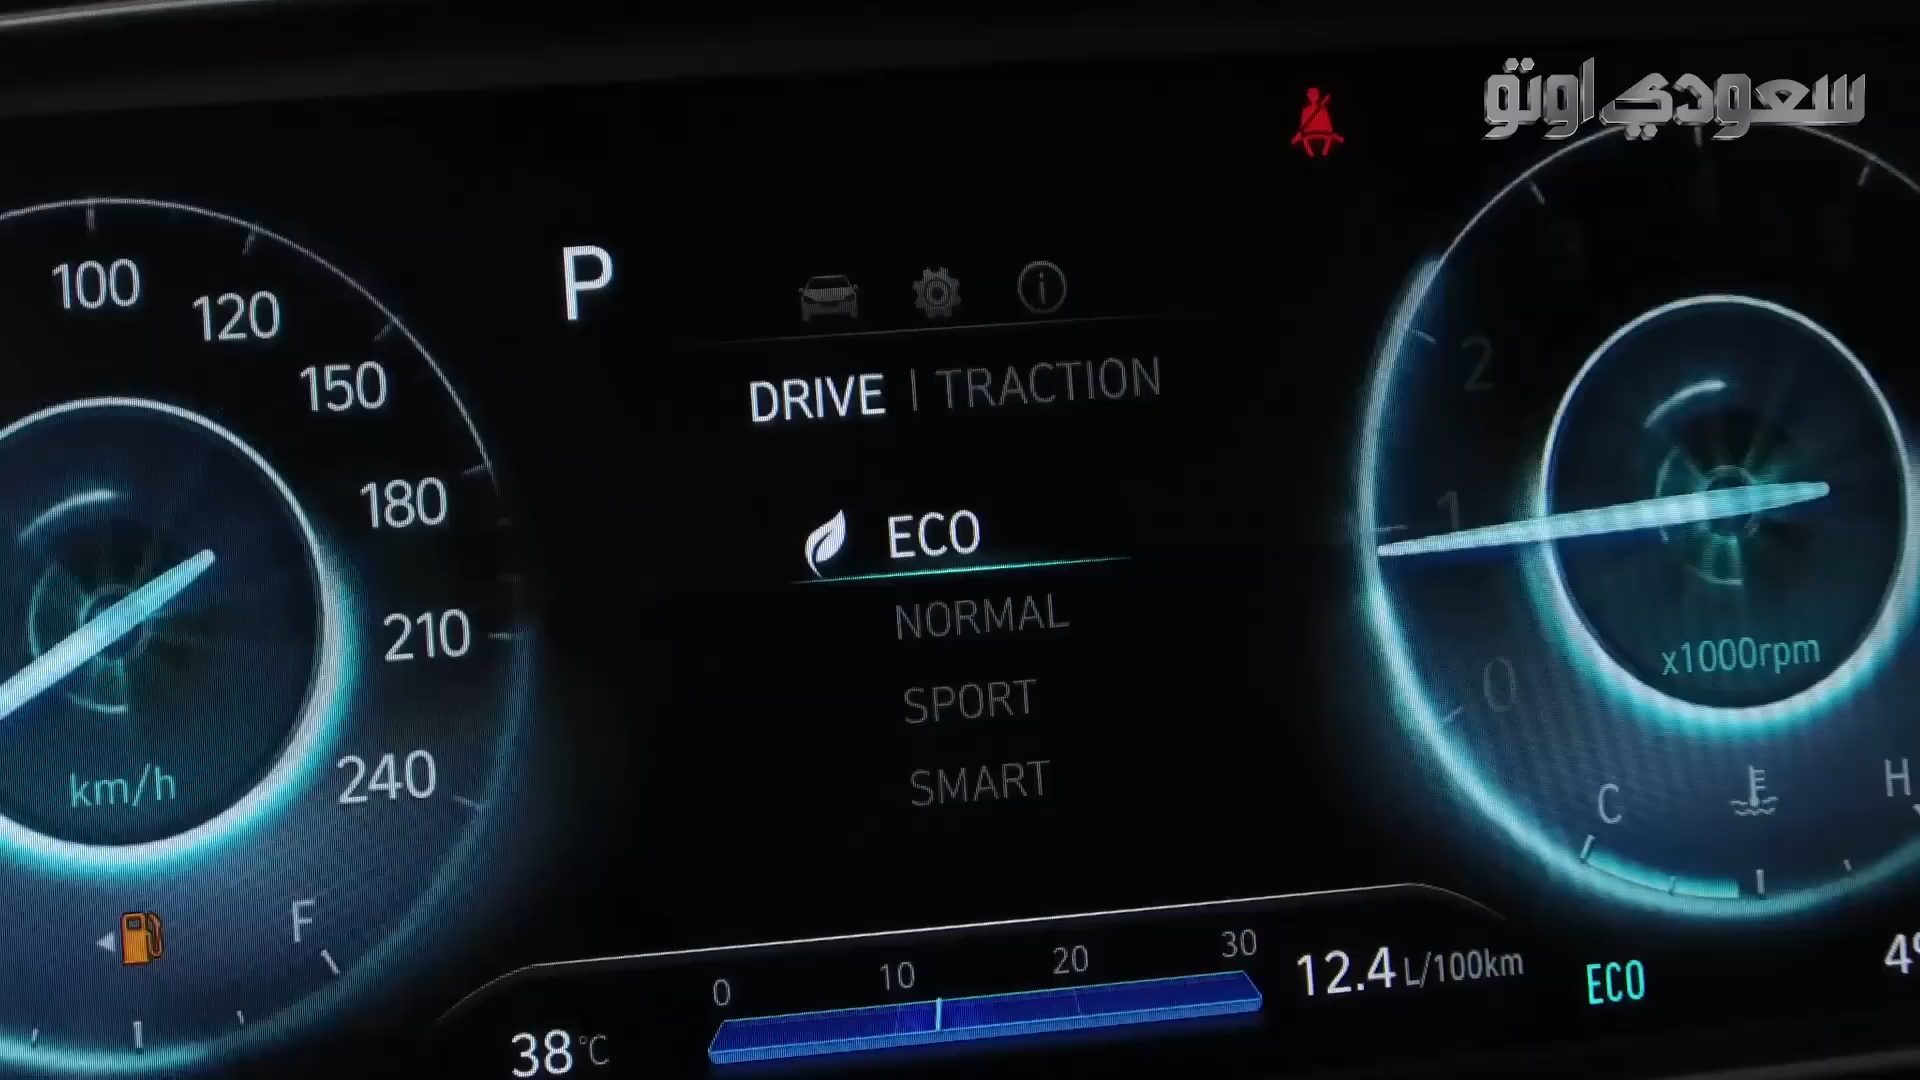 سعودي اوتو
100
120
150
180
210
240
km/h
F
P
DRIVE | TRACTION
ECO
NORMAL
SPORT
SMART
2
1
0
x1000rpm
C
H
0 10 20 30
12.4 L/100km
38°C
ECO